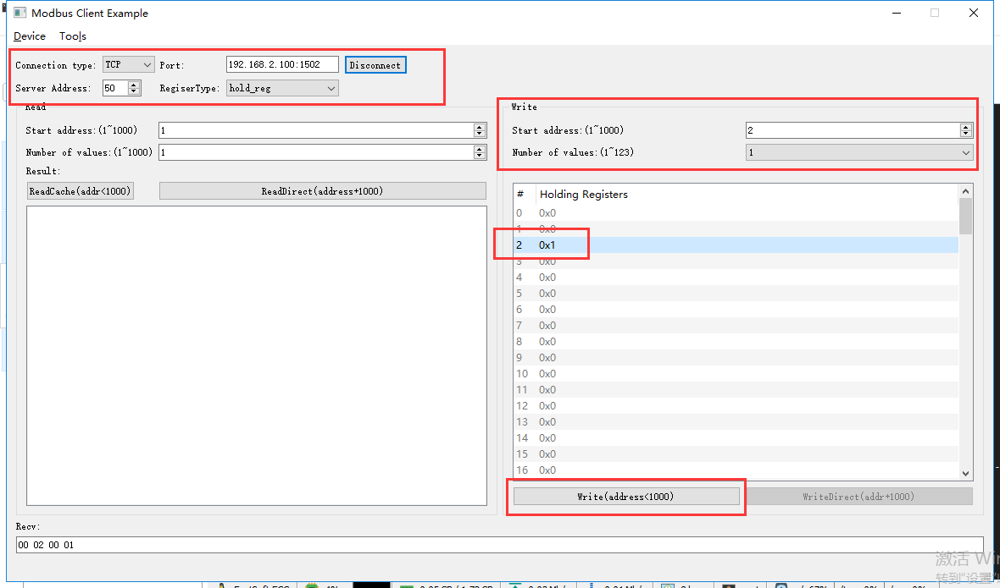 Modbus Client Example
Device Tools
Connection type: TCP Port: 192.168.2.100:1502 Disconnect
Server Address: 50 RegiserType: hold_reg
Read
Start address:(1~1000) 1
Number of values:(1~1000) 1
Result:
ReadCache(addr<1000) ReadDirect(address+1000)
Write
Start address:(1~1000) 2
Number of values:(1~123) 1
# Holding Registers
0 0x0
1 0x0
2 0x1
3 0x0
4 0x0
5 0x0
6 0x0
7 0x0
8 0x0
9 0x0
10 0x0
11 0x0
12 0x0
13 0x0
14 0x0
15 0x0
16 0x0
Write(address<1000) WriteDirect(addr+1000)
Recv:
00 02 00 01
激活 Win
转到"设置"